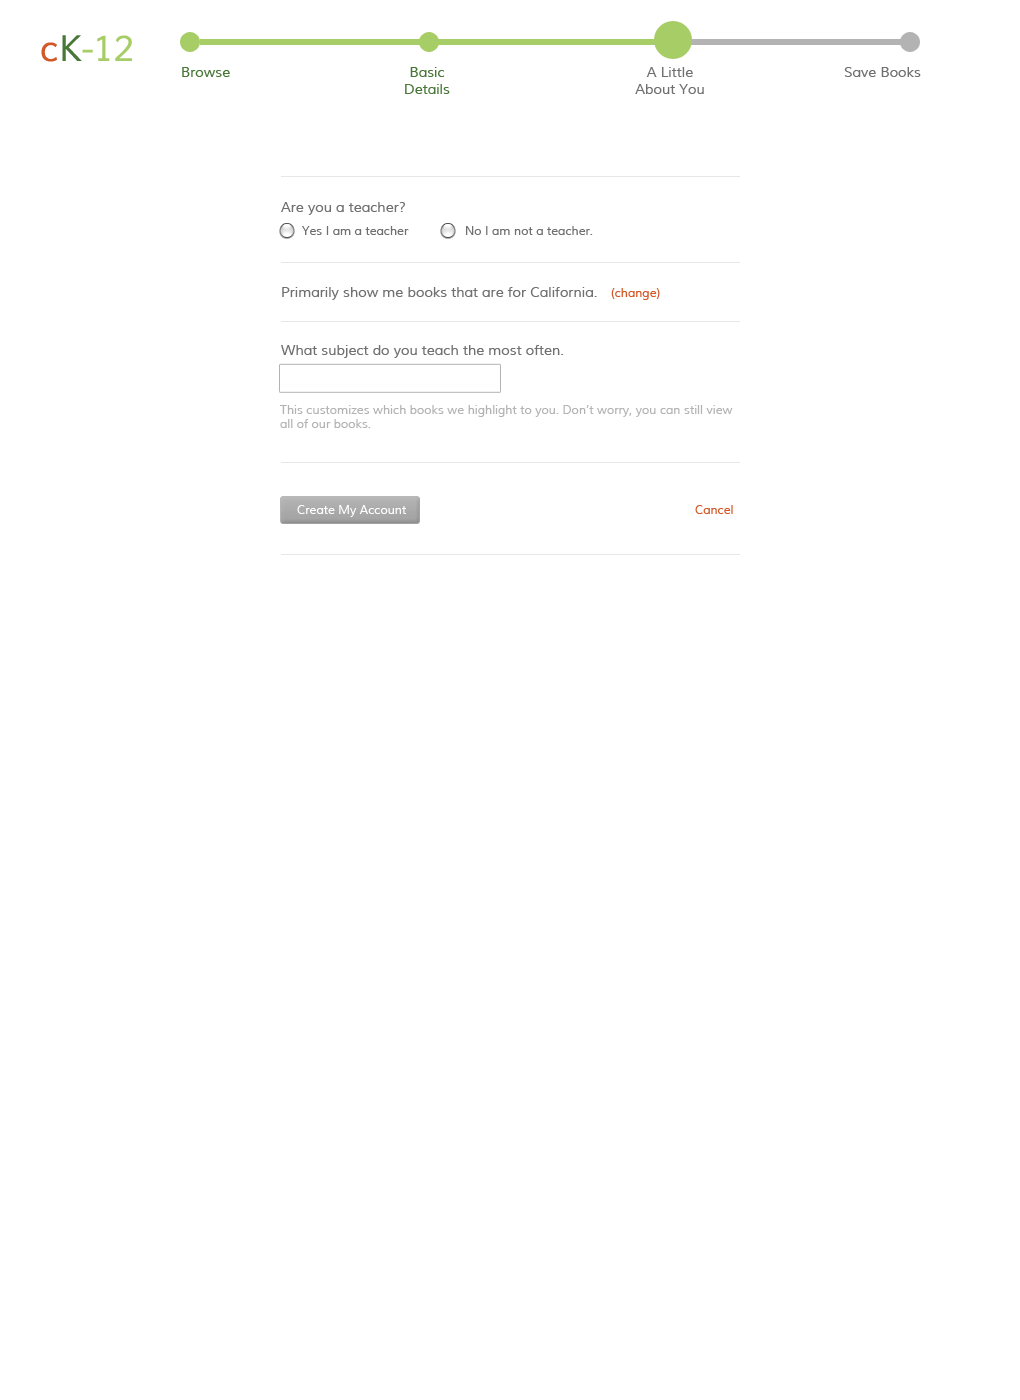 cK-12
Browse
Basic
Details
A Little
About You
Save Books
Are you a teacher?
Yes I am a teacher
No I am not a teacher.
Primarily show me books that are for California. (change)
What subject do you teach the most often.
This customizes which books we highlight to you. Don't worry, you can still view
all of our books.
Create My Account
Cancel